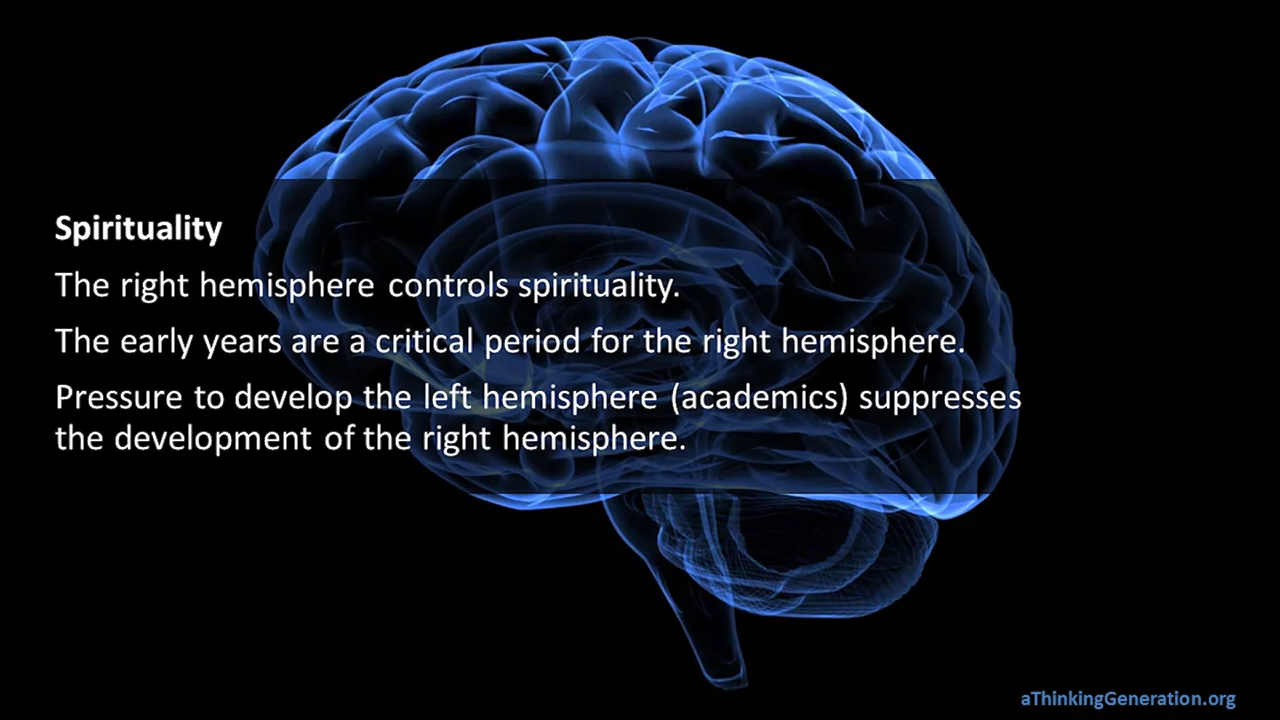 Spirituality
The right hemisphere controls spirituality.
The early years are a critical period for the right hemisphere.
Pressure to develop the left hemisphere (academics) suppresses
the development of the right hemisphere.
aThinkingGeneration.org